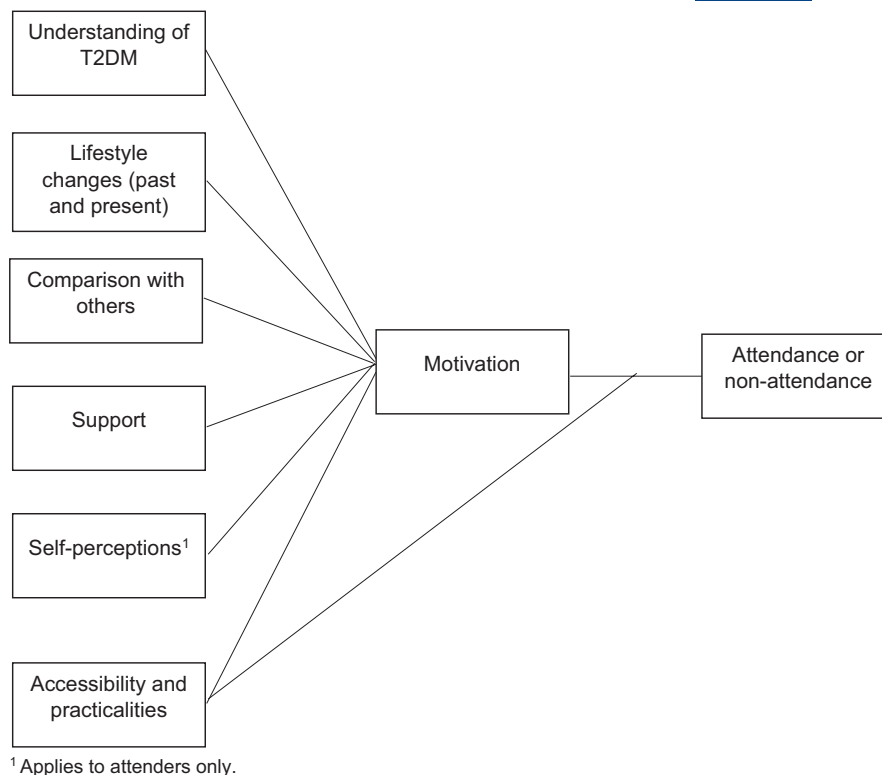 Understanding of
T2DM
Lifestyle
changes (past
and present)
Comparison with
others
Support
Self-perceptions¹
Accessibility and
practicalities
Motivation
Attendance or
non-attendance
¹ Applies to attenders only.